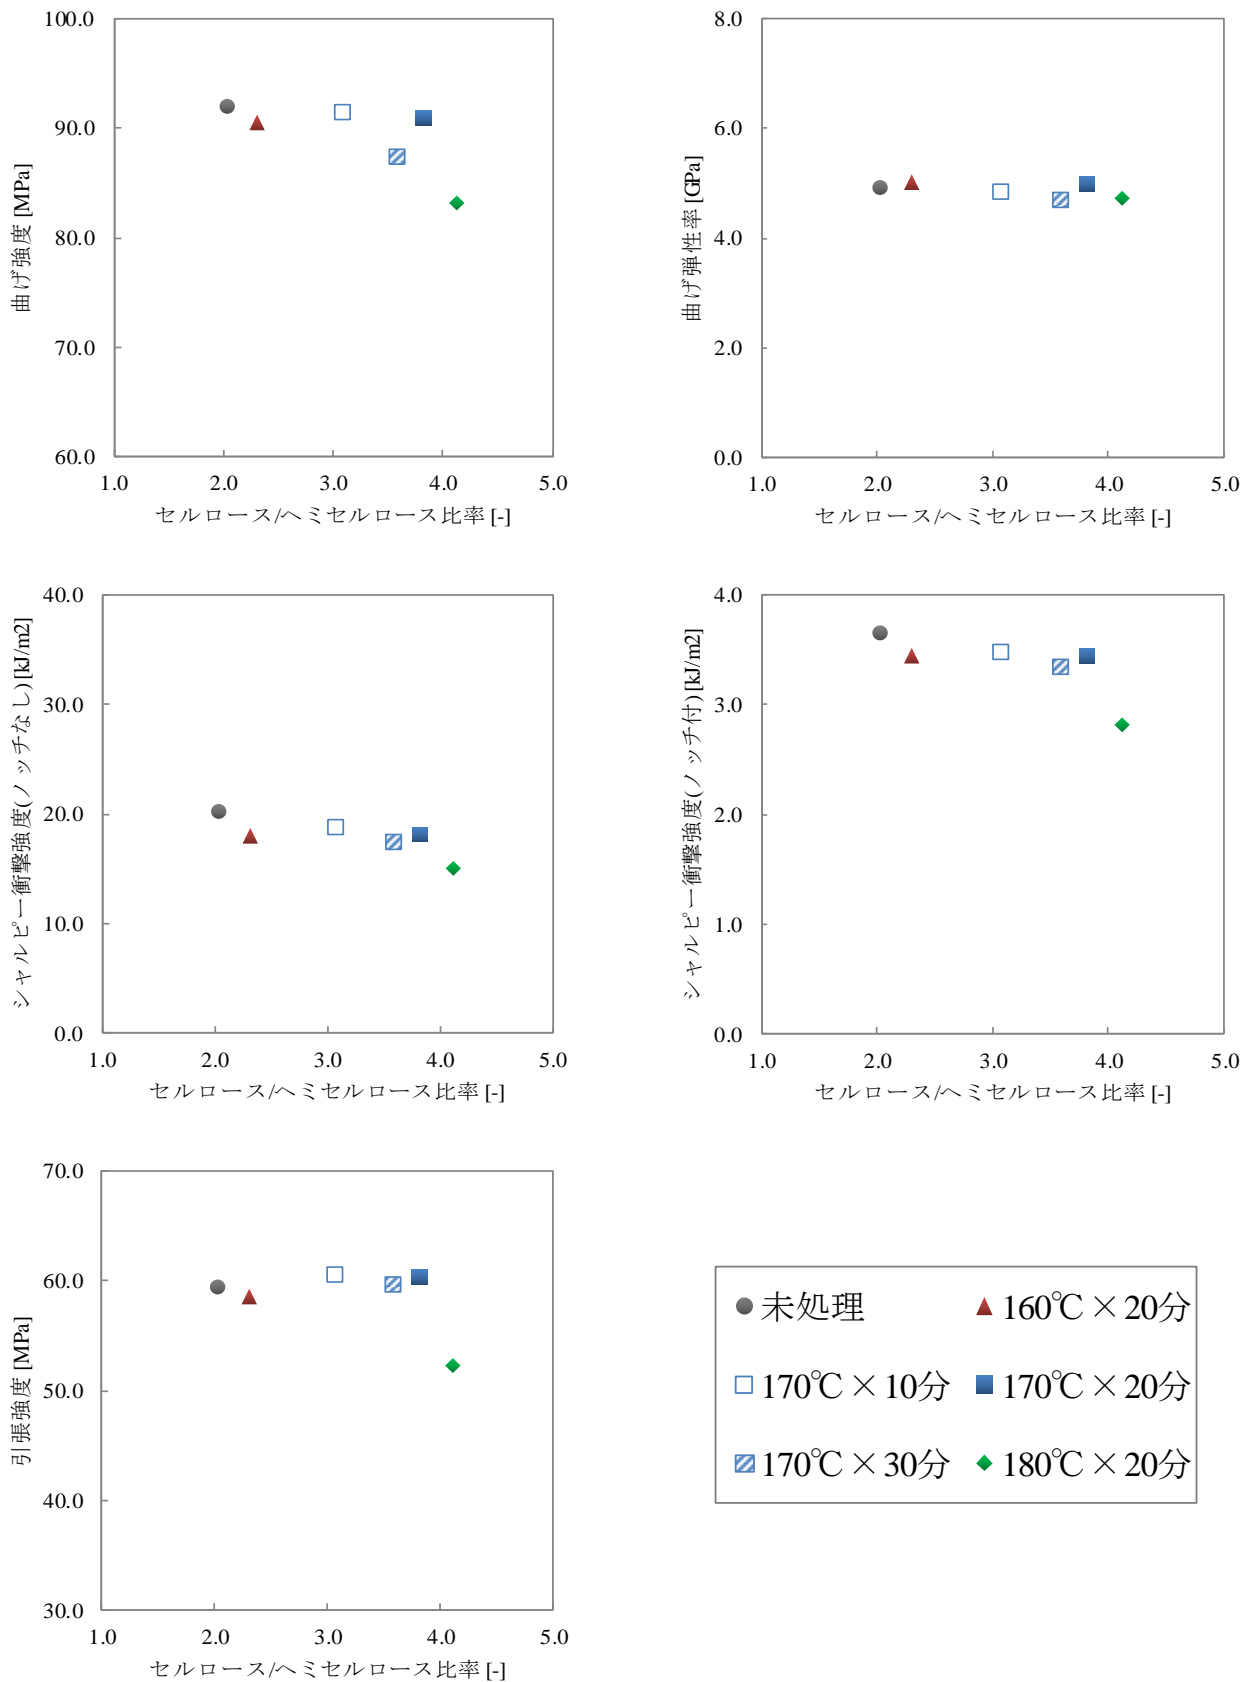 100.0
90.0
80.0
70.0
60.0
曲げ強度 [MPa]
1.0 2.0 3.0 4.0 5.0
セルロース/ヘミセルロース比率 [-]
8.0
6.0
4.0
2.0
0.0
曲げ弾性率 [GPa]
1.0 2.0 3.0 4.0 5.0
セルロース/ヘミセルロース比率 [-]
40.0
30.0
20.0
10.0
0.0
シャルピー衝撃強度(ノッチなし) [kJ/m2]
1.0 2.0 3.0 4.0 5.0
セルロース/ヘミセルロース比率 [-]
4.0
3.0
2.0
1.0
0.0
シャルピー衝撃強度(ノッチ付) [kJ/m2]
1.0 2.0 3.0 4.0 5.0
セルロース/ヘミセルロース比率 [-]
70.0
60.0
50.0
40.0
30.0
引張強度 [MPa]
1.0 2.0 3.0 4.0 5.0
セルロース/ヘミセルロース比率 [-]
未処理 160℃×20分
170℃×10分 170℃×20分
170℃×30分 180℃×20分